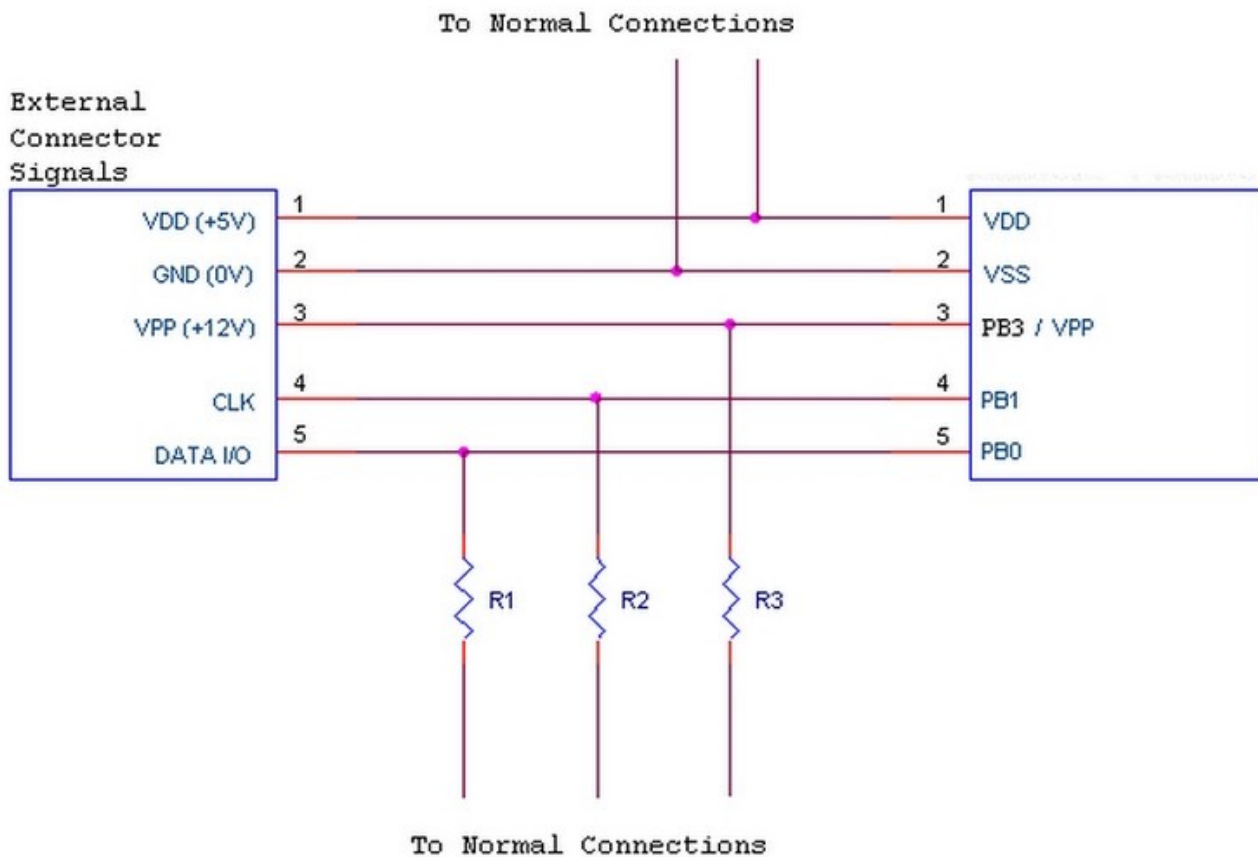 To Normal Connections
External
Connector
Signals
VDD (+5V) 1
GND (0V) 2
VPP (+12V) 3
CLK 4
DATA I/O 5
1 VDD
2 VSS
3 PB3 / VPP
4 PB1
5 PB0
R1
R2
R3
To Normal Connections